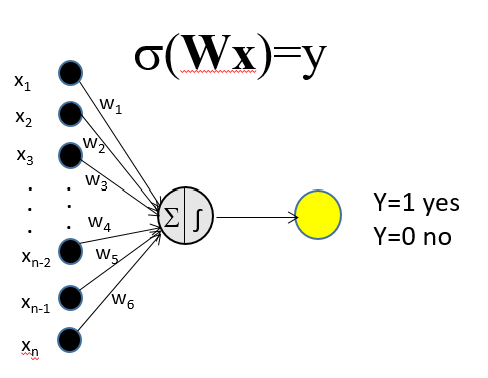 σ(Wx)=y
x1
x2
x3
xn-2
xn-1
xn
w1
w2
w3
w4
w5
w6
Σ ∫
Y=1 yes
Y=0 no